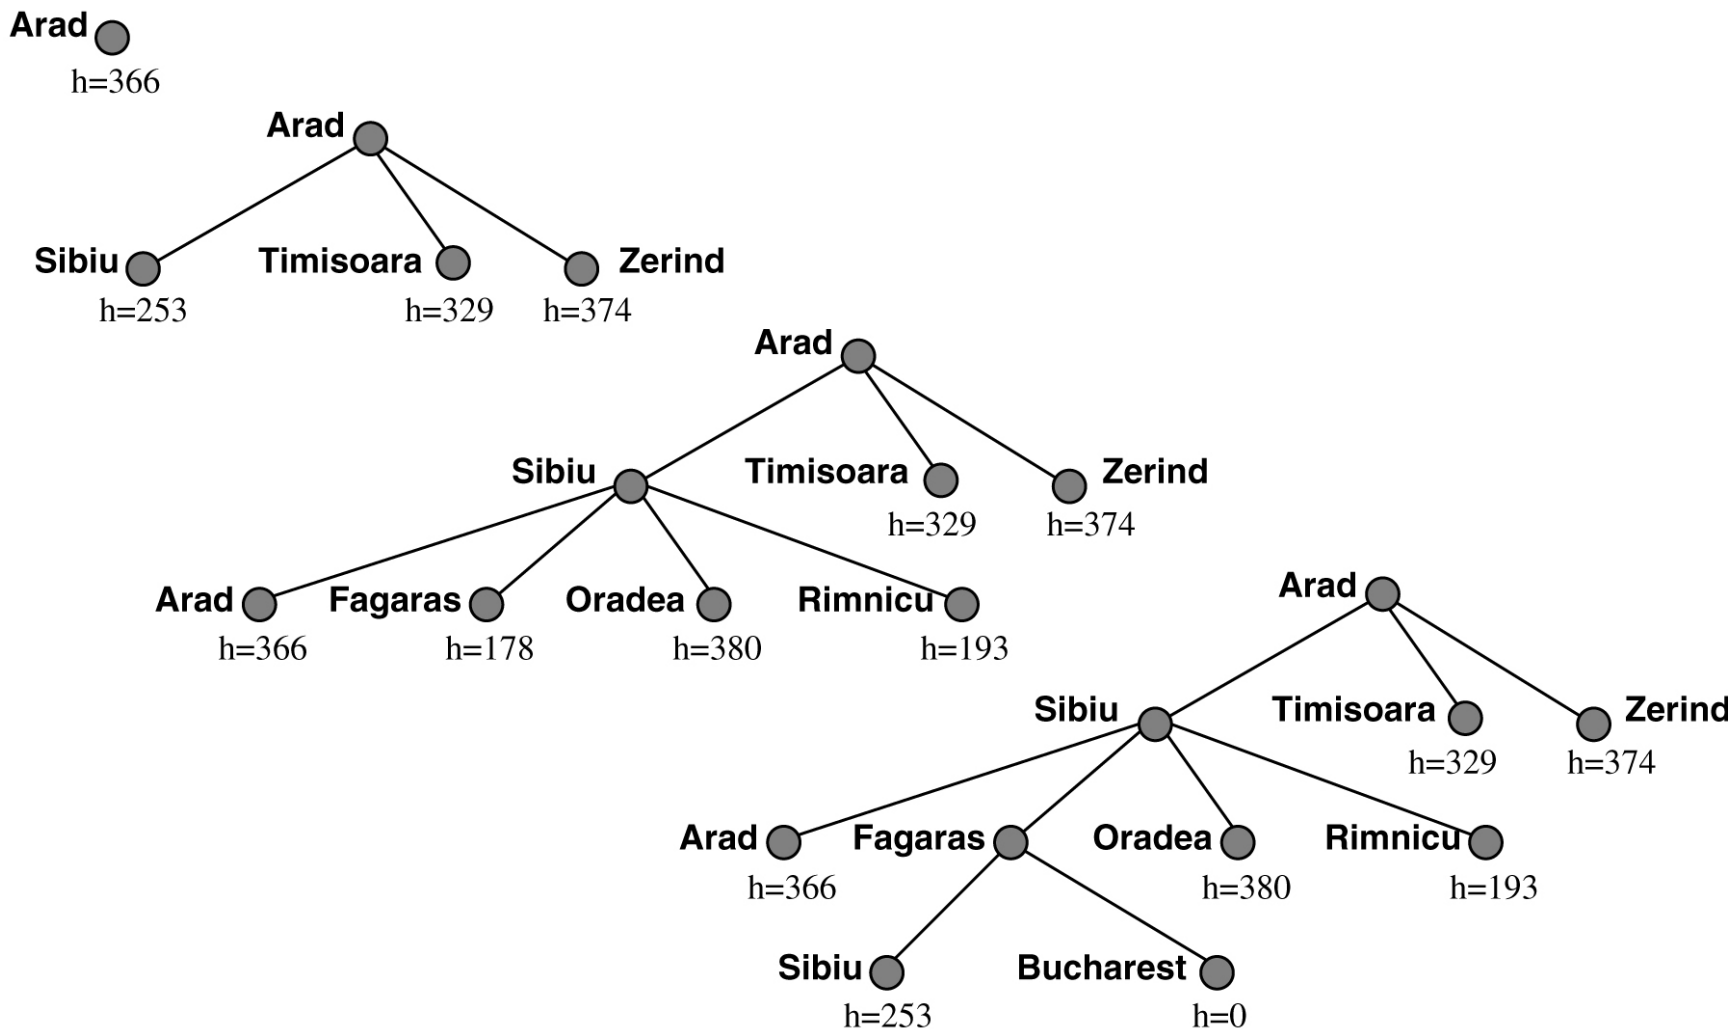 Arad
h=366
Arad
Sibiu Timisoara Zerind
h=253 h=329 h=374
Arad
Sibiu Timisoara Zerind
h=329 h=374
Arad Fagaras Oradea Rimnicu
h=366 h=178 h=380 h=193
Arad
Sibiu Timisoara Zerind
h=329 h=374
Arad Fagaras Oradea Rimnicu
h=366 h=380 h=193
Sibiu Bucharest
h=253 h=0